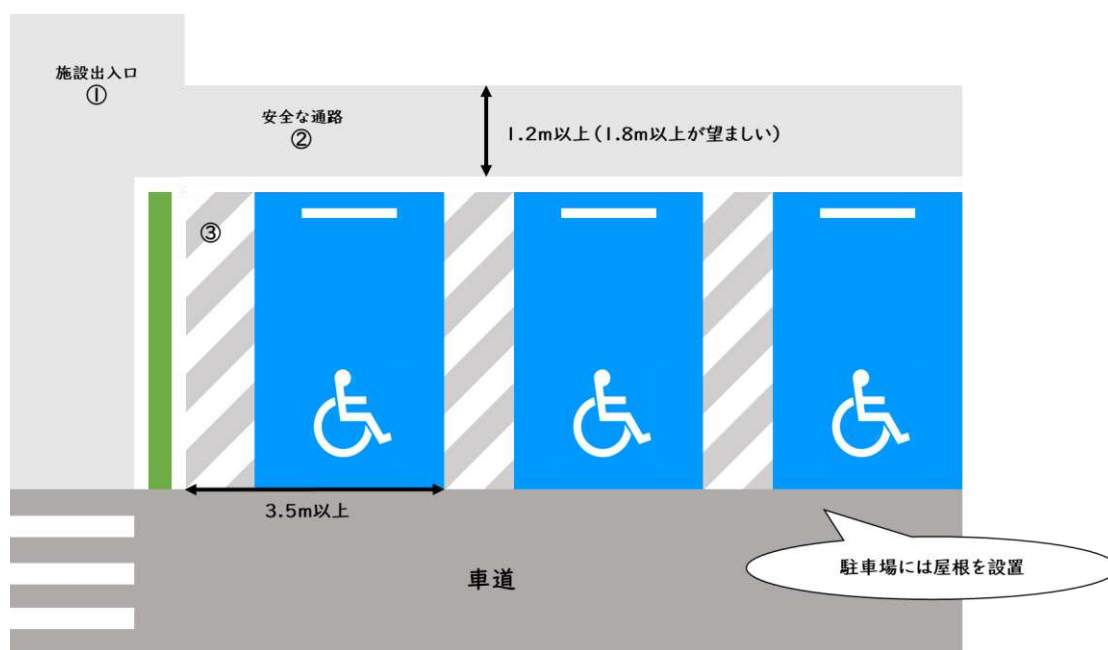 施設出入口
①
安全な通路
②
1.2m以上(1.8m以上が望ましい)
③
3.5m以上
駐車場には屋根を設置
車道